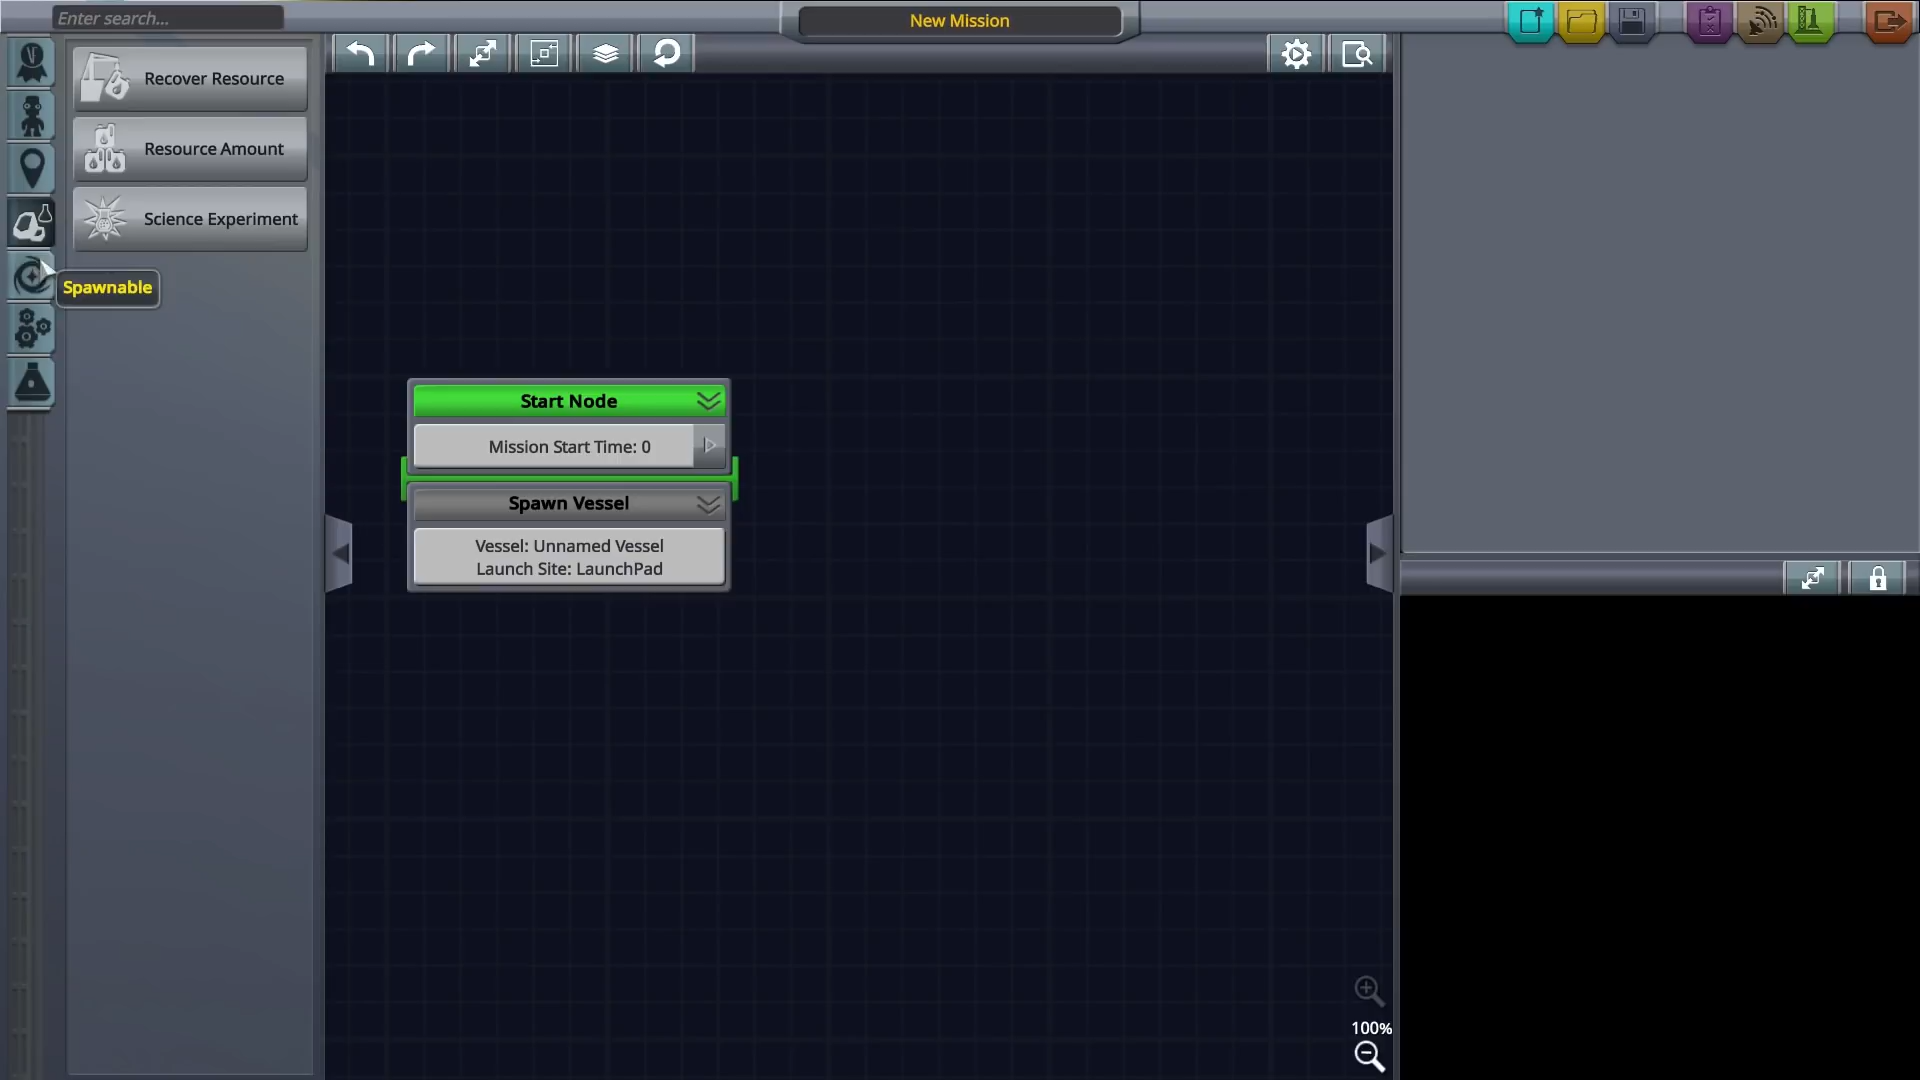 Enter search...
New Mission
Recover Resource
Resource Amount
Science Experiment
Spawnable
Start Node
Mission Start Time: 0
Spawn Vessel
Vessel: Unnamed Vessel
Launch Site: LaunchPad
100%